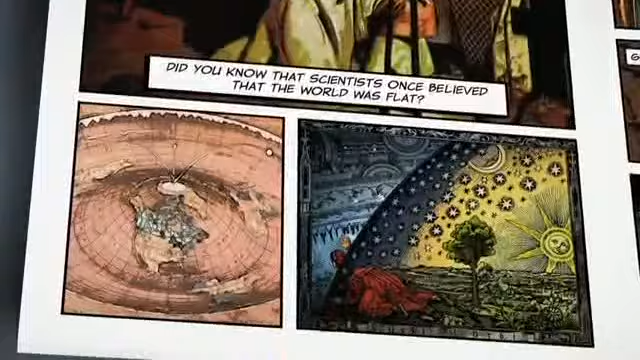 DID YOU KNOW THAT SCIENTISTS ONCE BELIEVED
THAT THE WORLD WAS FLAT?